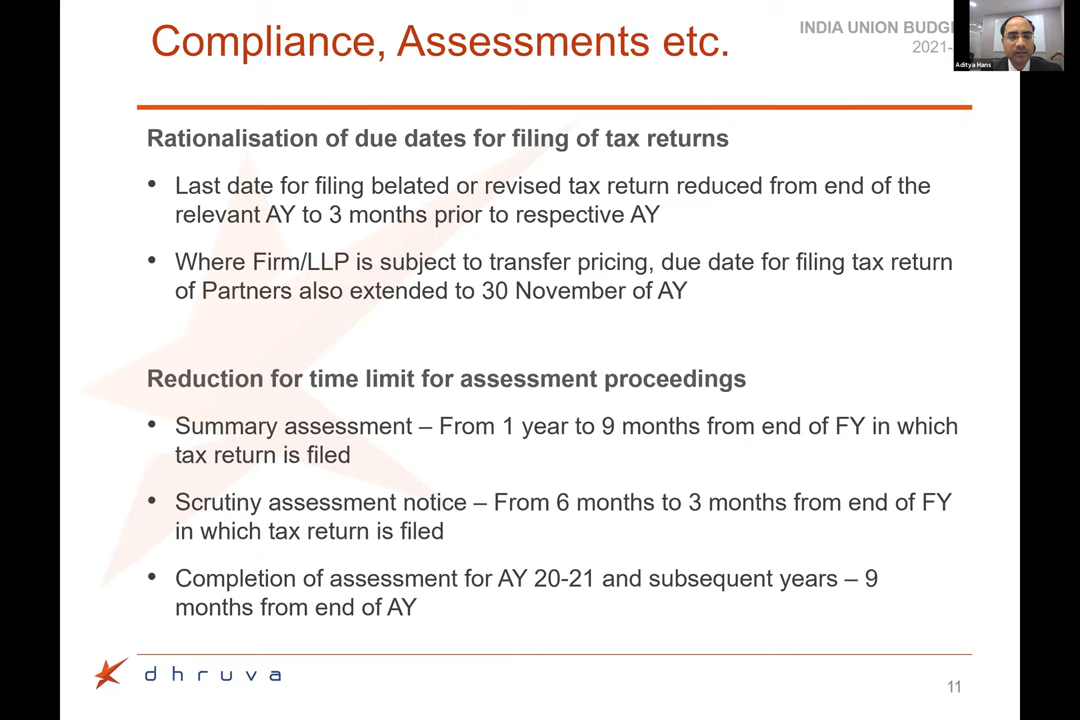 Compliance, Assessments etc.
INDIA UNION BUDG
2021-
Aditya Hans
Rationalisation of due dates for filing of tax returns
• Last date for filing belated or revised tax return reduced from end of the
relevant AY to 3 months prior to respective AY
• Where Firm/LLP is subject to transfer pricing, due date for filing tax return
of Partners also extended to 30 November of AY
Reduction for time limit for assessment proceedings
• Summary assessment – From 1 year to 9 months from end of FY in which
tax return is filed
• Scrutiny assessment notice – From 6 months to 3 months from end of FY
in which tax return is filed
• Completion of assessment for AY 20-21 and subsequent years – 9
months from end of AY
dhruva
11